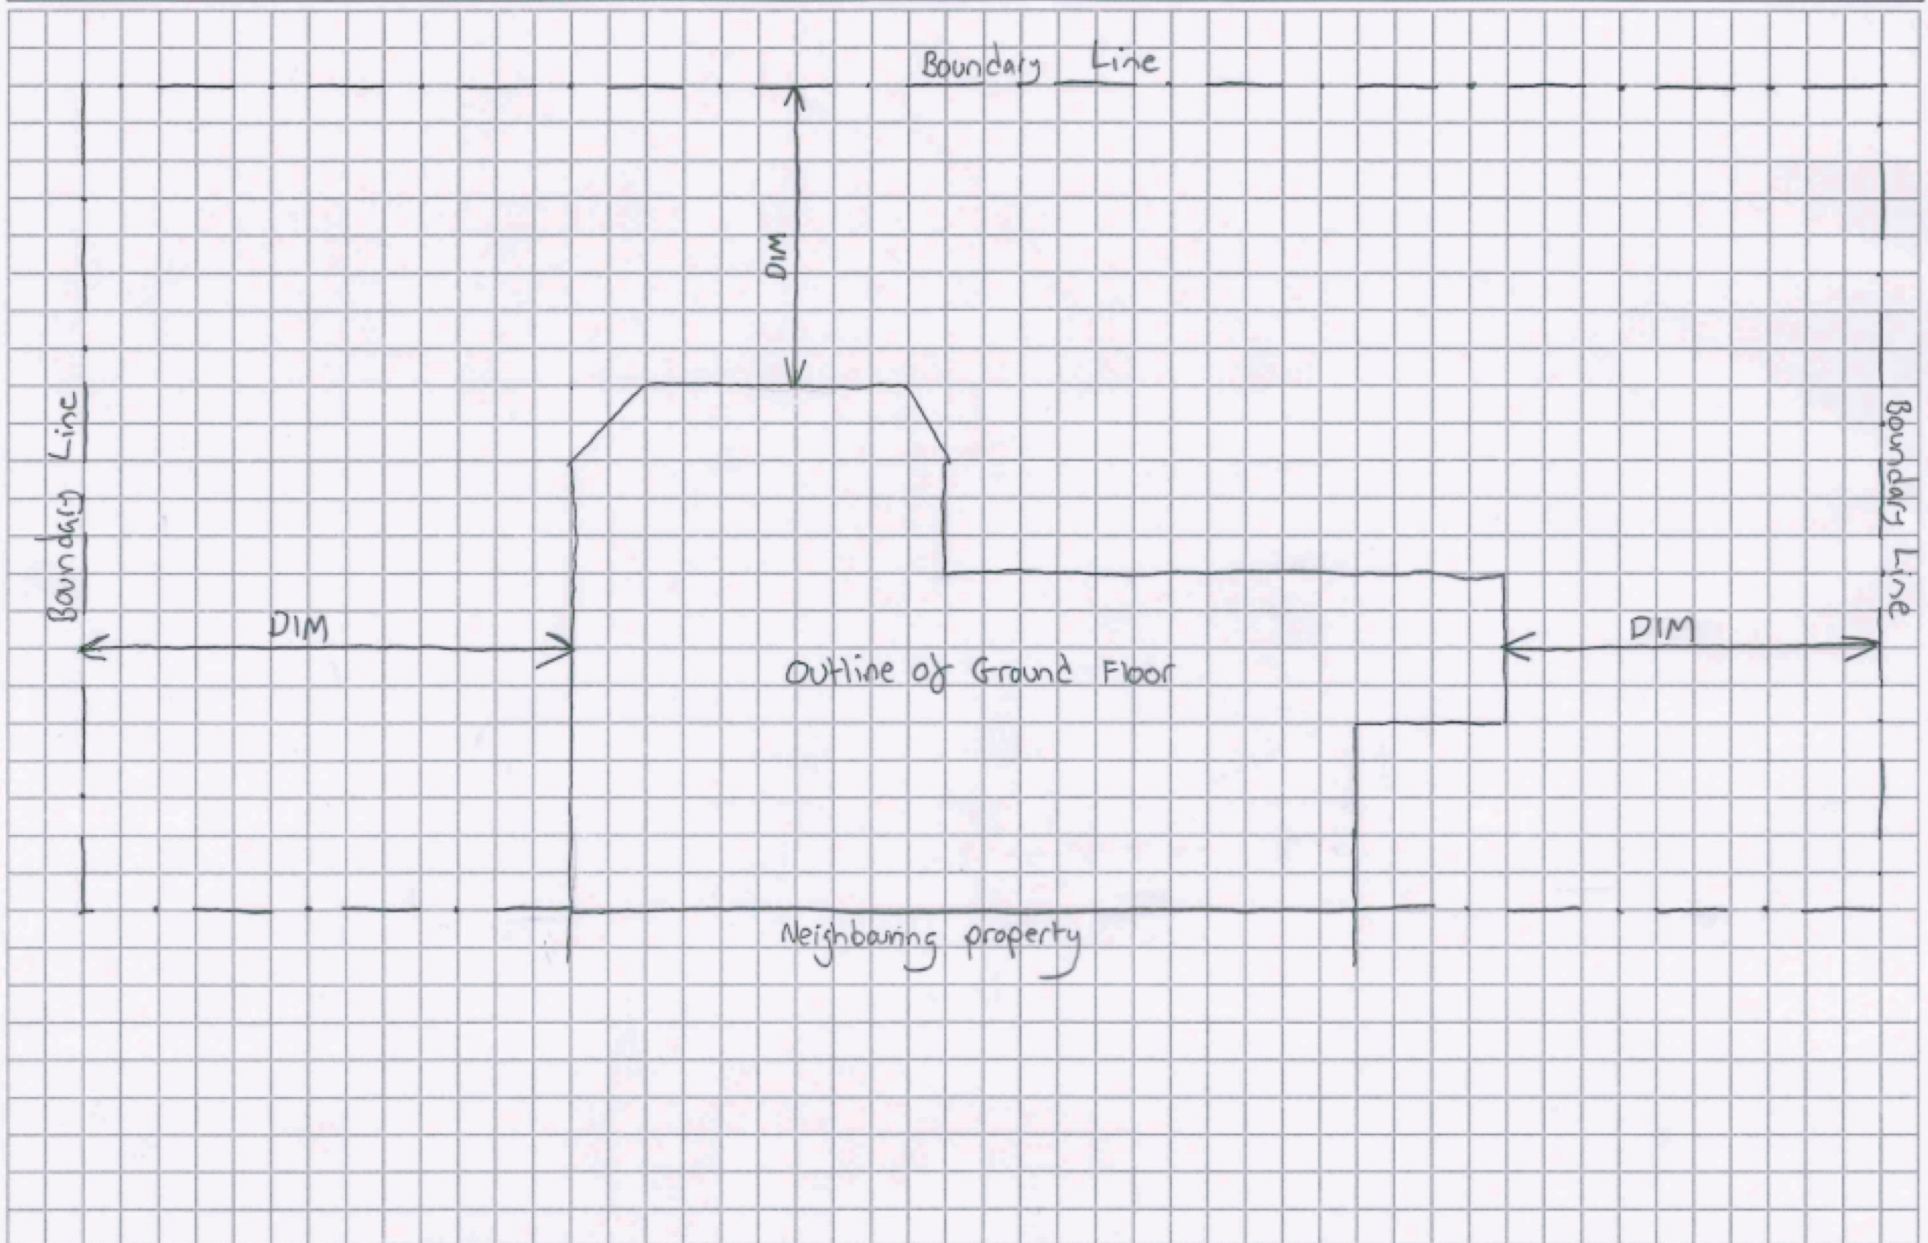 Boundary Line
DIM
Boundary Line
Boundary Line
DIM
DIM
Outline of Ground Floor
Neighbouring property